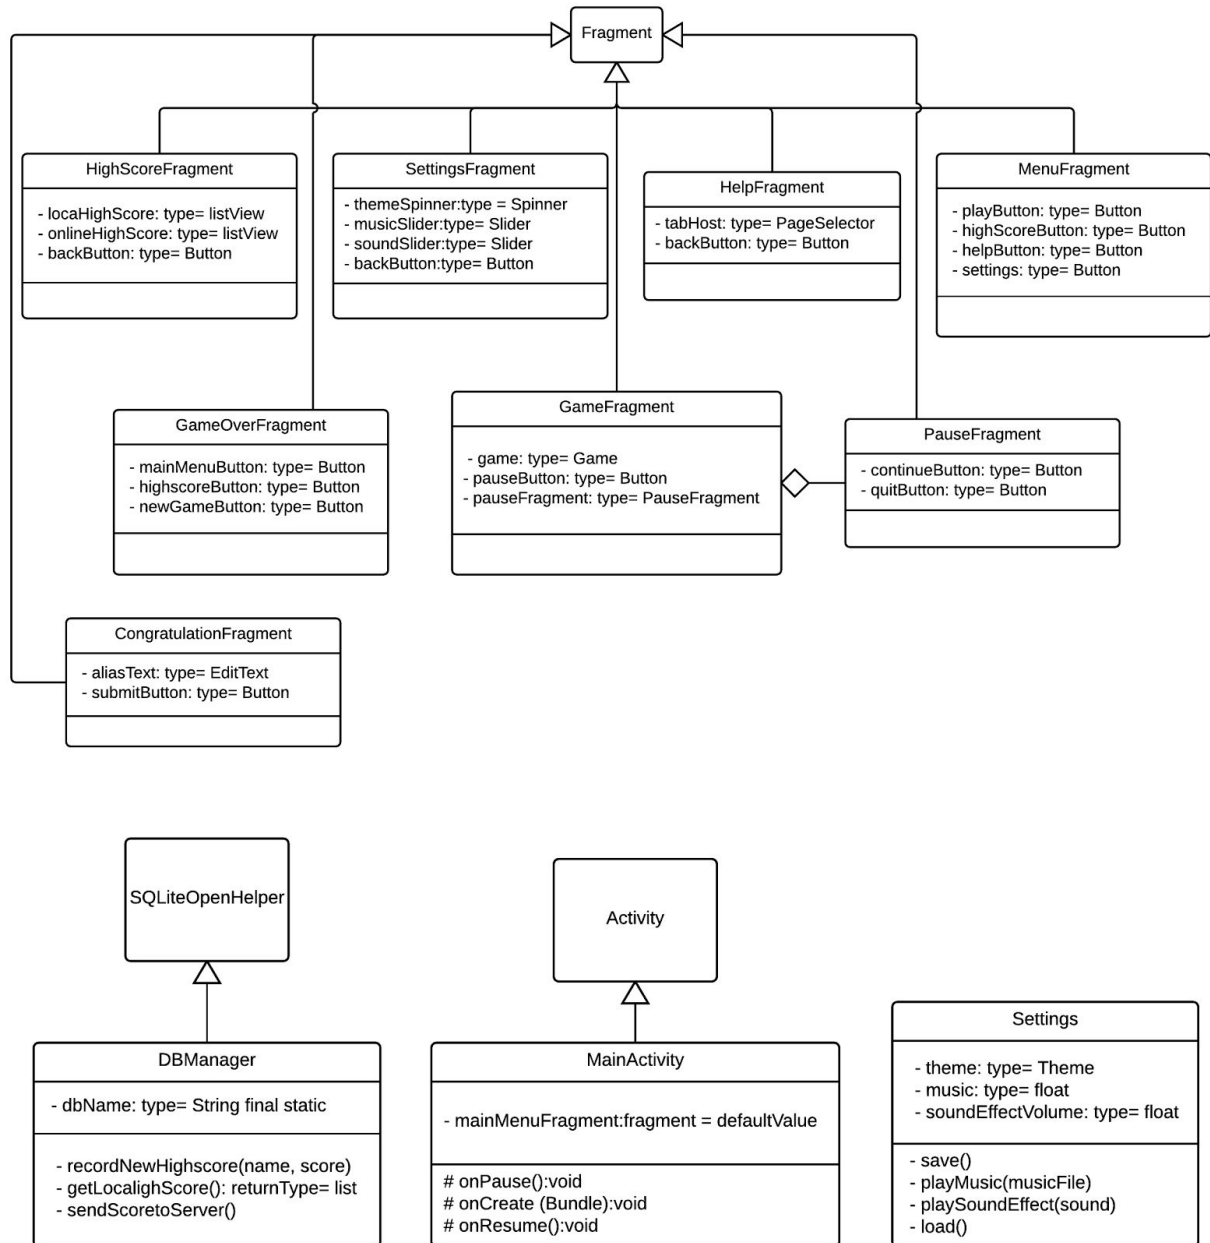 Fragment
HighScoreFragment
- locaHighScore: type= listView
- onlineHighScore: type= listView
- backButton: type= Button
SettingsFragment
- themeSpinner:type = Spinner
- musicSlider:type= Slider
- soundSlider:type= Slider
- backButton:type= Button
HelpFragment
- tabHost: type= PageSelector
- backButton: type= Button
MenuFragment
- playButton: type= Button
- highScoreButton: type= Button
- helpButton: type= Button
- settings: type= Button
GameOverFragment
- mainMenuButton: type= Button
- highscoreButton: type= Button
- newGameButton: type= Button
GameFragment
- game: type= Game
- pauseButton: type= Button
- pauseFragment: type= PauseFragment
PauseFragment
- continueButton: type= Button
- quitButton: type= Button
CongratulationFragment
- aliasText: type= EditText
- submitButton: type= Button
SQLiteOpenHelper
Activity
DBManager
- dbName: type= String final static
- recordNewHighscore(name, score)
- getLocalighScore(): returnType= list
- sendScoretoServer()
MainActivity
- mainMenuFragment:fragment = defaultValue
# onPause():void
# onCreate (Bundle):void
# onResume():void
Settings
- theme: type= Theme
- music: type= float
- soundEffectVolume: type= float
- save()
- playMusic(musicFile)
- playSoundEffect(sound)
- load()